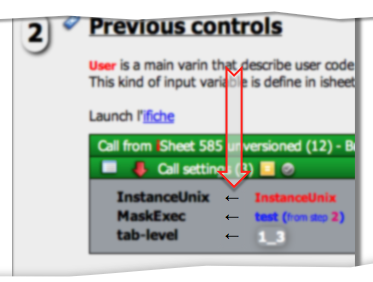 2 Previous controls
User is a main varin that describe user code
This kind of input variable is define in isheet
Launch l'ifiche
Call from iSheet 585 unversioned (12) - B
Call settings (3)
InstanceUnix ← InstanceUnix
MaskExec ← test (from step 2)
tab-level ← 1_3